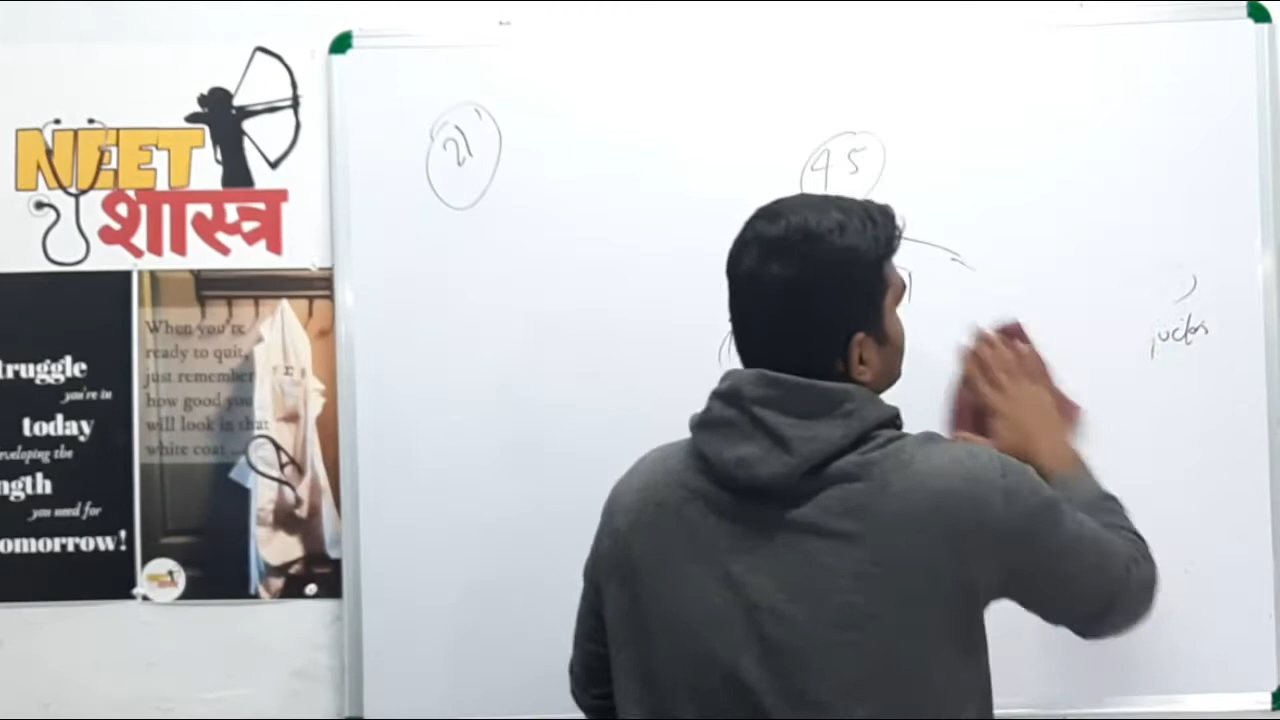 NEET
शास्त्र
truggle
you're in
today
veloping the
ngth
you need for
omorrow!
When you're
ready to quit,
just remember
how good you
will look in that
white coat ...
21
45